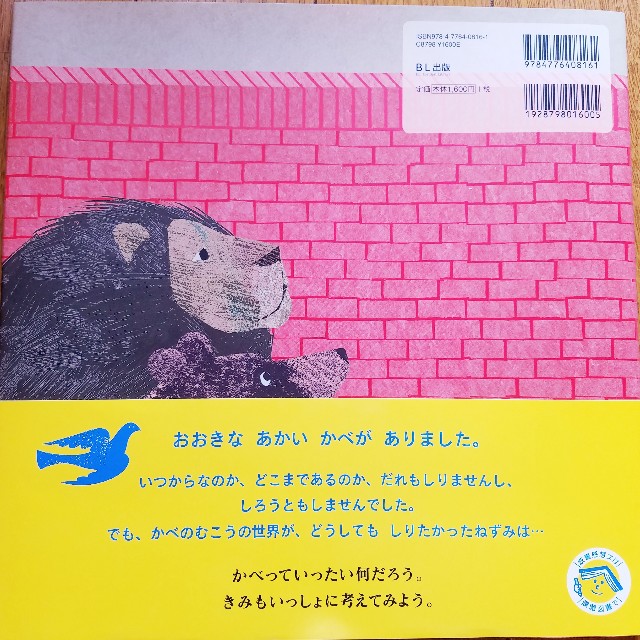 ISBN978-4-7764-0816-1
C8798 ¥1600E
BL出版
定価 本体1,600円 +税
9784776408161
1928798016005
おおきな あかい かべが ありました。
いつからなのか、どこまであるのか、だれもしりませんし、
しろうともしませんでした。
でも、かべのむこうの世界が、どうしても しりたかったねずみは…
かべっていったい何だろう。
きみもいっしょに考えてみよう。